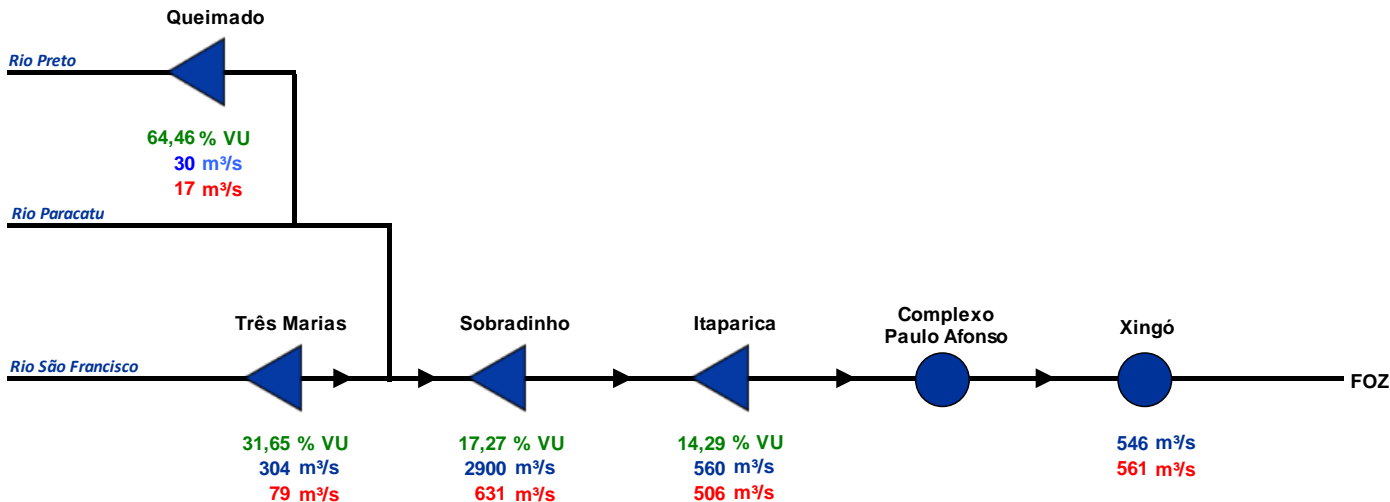 Queimado
Rio Preto
64,46 % VU
30 m³/s
17 m³/s
Rio Paracatu
Três Marias
Sobradinho
Itaparica
Complexo
Paulo Afonso
Xingó
Rio São Francisco
FOZ
31,65 % VU
304 m³/s
79 m³/s
17,27 % VU
2900 m³/s
631 m³/s
14,29 % VU
560 m³/s
506 m³/s
546 m³/s
561 m³/s